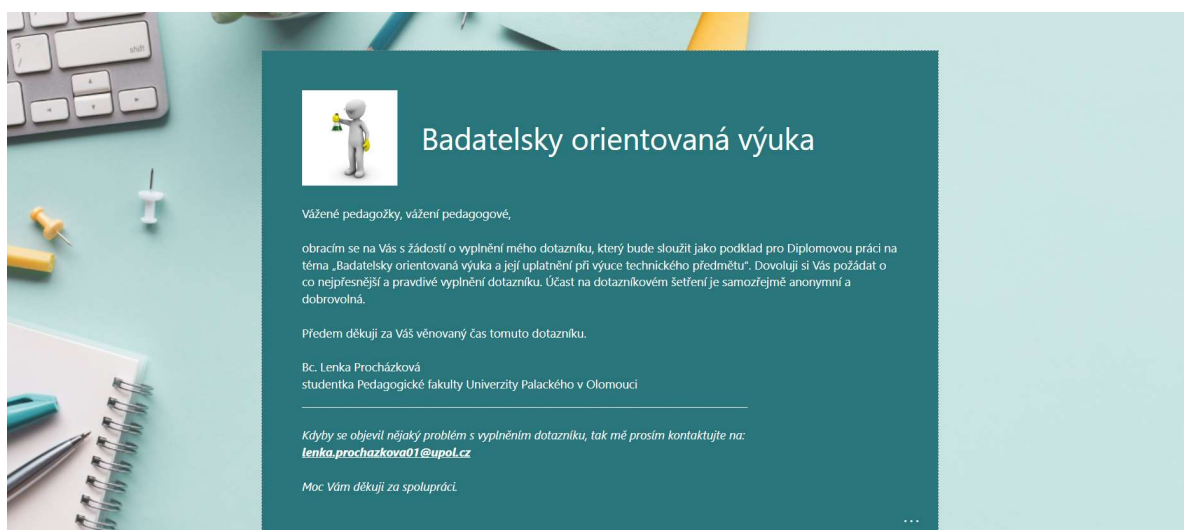 shift
?
/
Badatelsky orientovaná výuka
Vážené pedagožky, vážení pedagogové,
obracím se na Vás s žádostí o vyplnění mého dotazníku, který bude sloužit jako podklad pro Diplomovou práci na
téma „Badatelsky orientovaná výuka a její uplatnění při výuce technického předmětu“. Dovoluji si Vás požádat o
co nejpřesnější a pravdivé vyplnění dotazníku. Účast na dotazníkovém šetření je samozřejmě anonymní a
dobrovolná.
Předem děkuji za Váš věnovaný čas tomuto dotazníku.
Bc. Lenka Procházková
studentka Pedagogické fakulty Univerzity Palackého v Olomouci
Kdyby se objevil nějaký problém s vyplněním dotazníku, tak mě prosím kontaktujte na:
lenka.prochazkova01@upol.cz
Moc Vám děkuji za spolupráci.
...